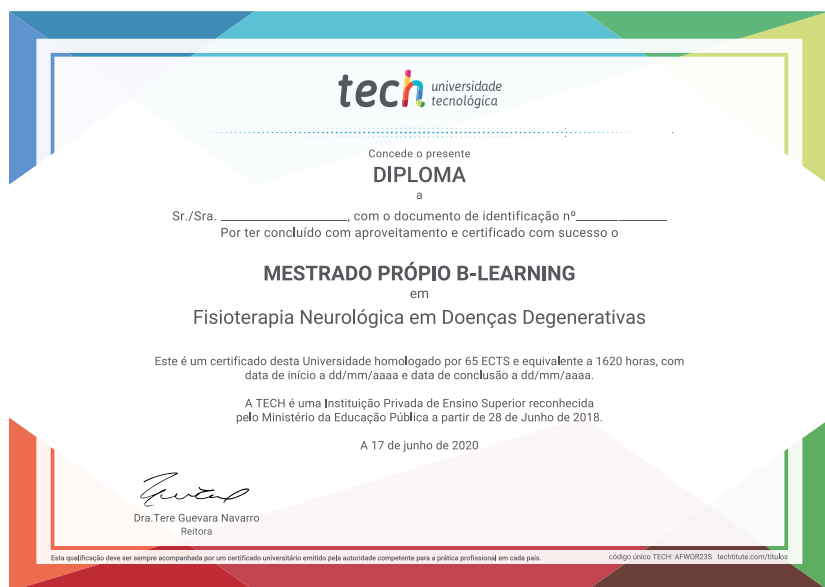 tech universidade
tecnológica
Concede o presente
DIPLOMA
a
Sr./Sra. ____________________, com o documento de identificação nº______________
Por ter concluído com aproveitamento e certificado com sucesso o
MESTRADO PRÓPIO B-LEARNING
em
Fisioterapia Neurológica em Doenças Degenerativas
Este é um certificado desta Universidade homologado por 65 ECTS e equivalente a 1620 horas, com
data de início a dd/mm/aaaa e data de conclusão a dd/mm/aaaa.
A TECH é uma Instituição Privada de Ensino Superior reconhecida
pelo Ministério da Educação Pública a partir de 28 de Junho de 2018.
A 17 de junho de 2020
Dra.Tere Guevara Navarro
Reitora
Esta qualificação deve ser sempre acompanhada por um certificado universitário emitido pela autoridade competente para a prática profissional em cada país.
código único TECH: AFWOR23S techtitute.com/titulos